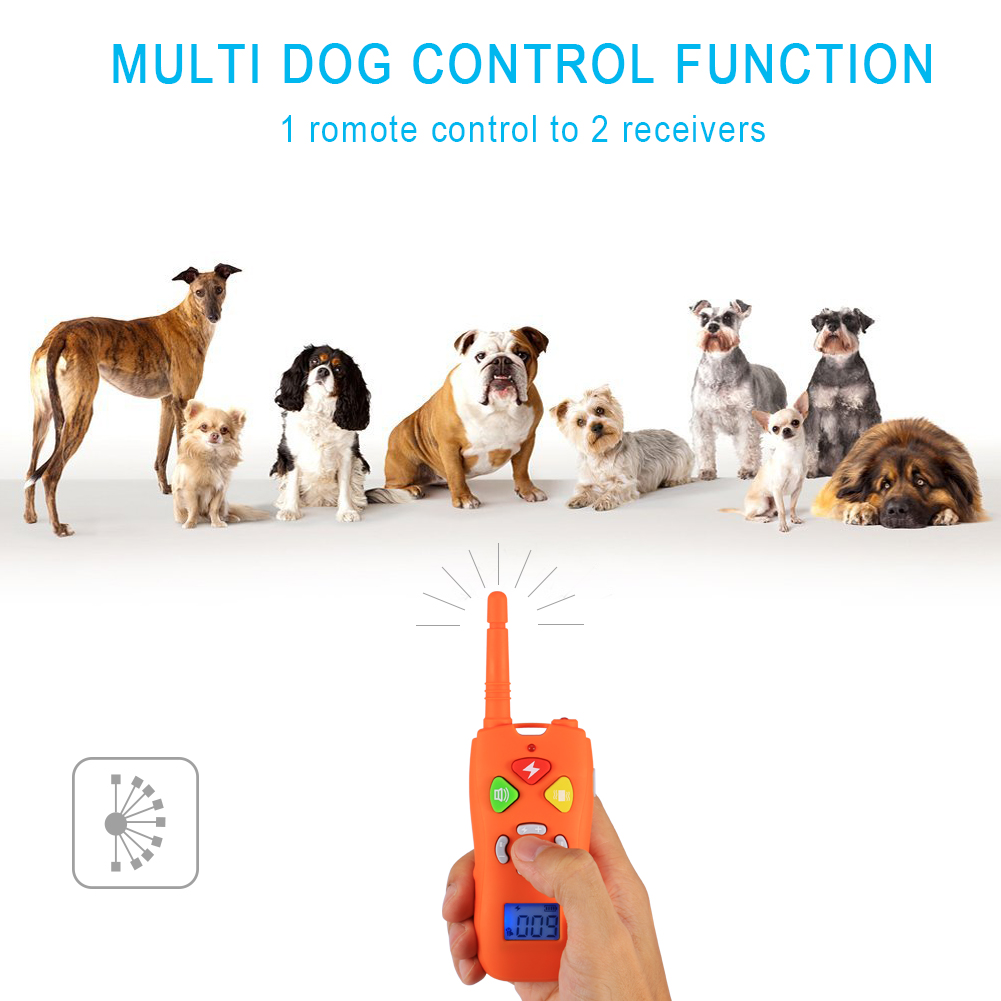 MULTI DOG CONTROL FUNCTION
1 romote control to 2 receivers
009